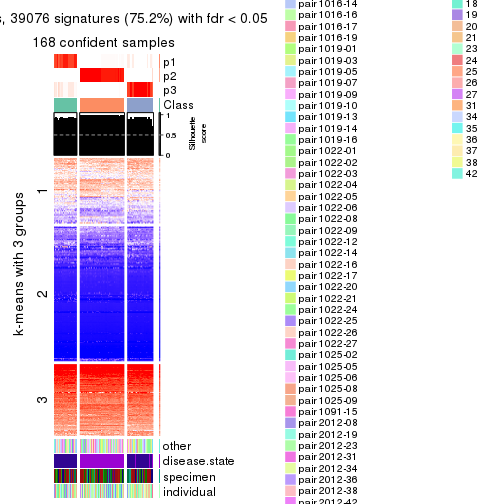 s, 39076 signatures (75.2%) with fdr < 0.05
168 confident samples
p1
p2
p3
Class
1
0.5
0
Silhouette
score
k-means with 3 groups
1
2
3
other
disease.state
specimen
individual
pair1016-14
pair1016-16
pair1016-17
pair1016-19
pair1019-01
pair1019-03
pair1019-05
pair1019-07
pair1019-09
pair1019-10
pair1019-13
pair1019-14
pair1019-16
pair1022-01
pair1022-02
pair1022-03
pair1022-04
pair1022-05
pair1022-06
pair1022-08
pair1022-09
pair1022-12
pair1022-14
pair1022-16
pair1022-17
pair1022-20
pair1022-21
pair1022-24
pair1022-25
pair1022-26
pair1022-27
pair1025-02
pair1025-05
pair1025-06
pair1025-08
pair1025-09
pair1091-15
pair2012-08
pair2012-19
pair2012-23
pair2012-31
pair2012-34
pair2012-36
pair2012-38
pair2012-42
18
19
20
21
23
24
25
26
27
31
34
35
36
37
38
42